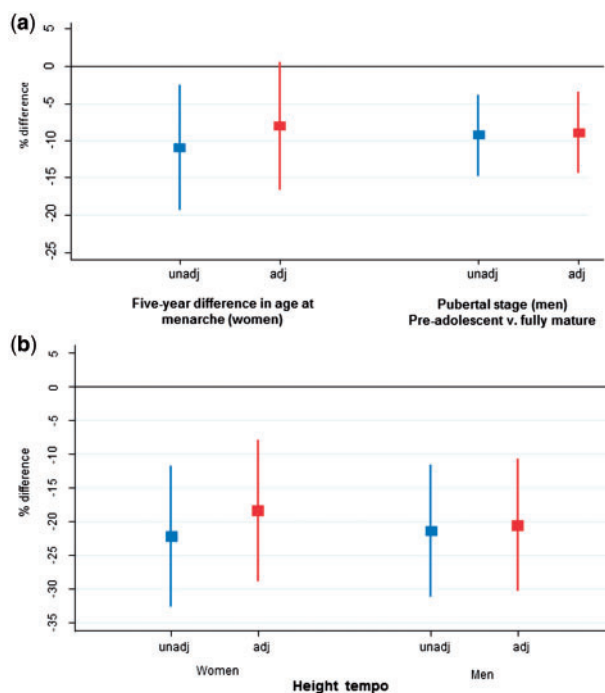 (a)
5
0
-5
-10
-15
-20
-25
% difference
unadj adj unadj adj
Five-year difference in age at
menarche (women)
Pubertal stage (men)
Pre-adolescent v. fully mature
(b)
5
0
-5
-10
-15
-20
-25
-30
-35
% difference
unadj adj unadj adj
Women Men
Height tempo